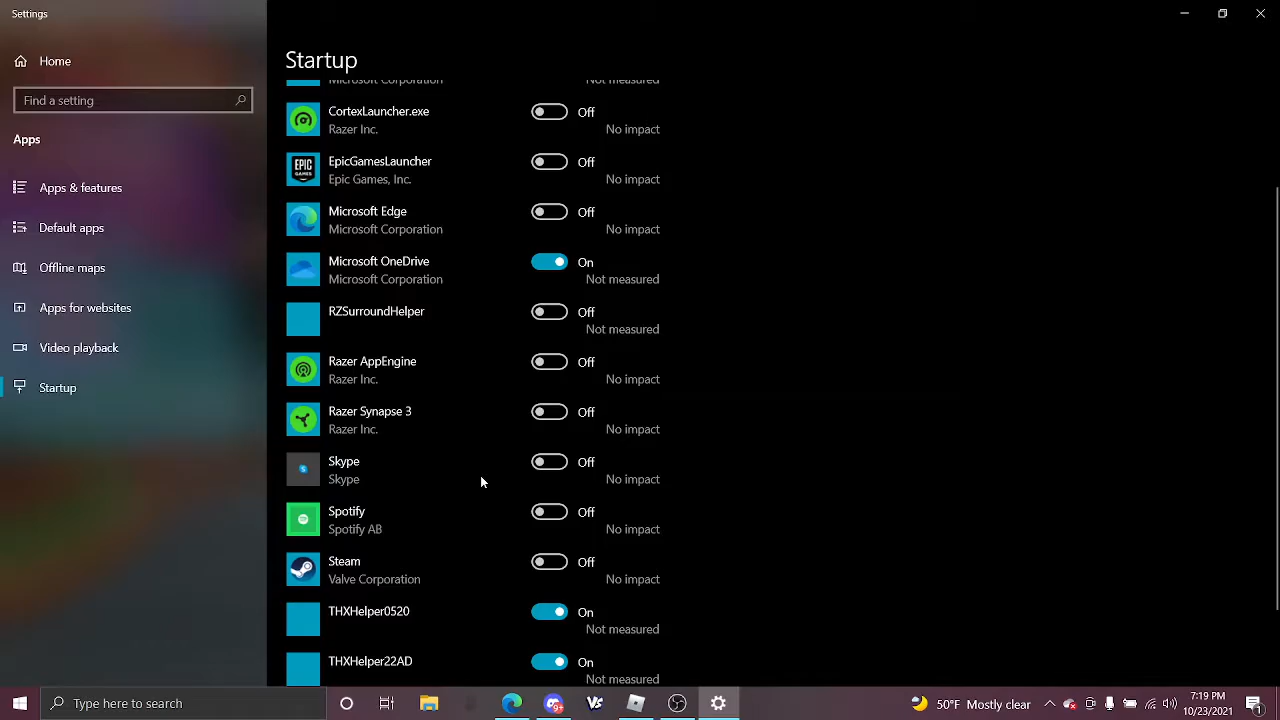 Settings
Home
Find a setting
Apps
Apps & features
Default apps
Offline maps
Apps for websites
Video playback
Startup
Startup
Microsoft Corporation
Not measured
CortexLauncher.exe
Off
Razer Inc.
No impact
EPIC
GAMES
EpicGamesLauncher
Off
Epic Games, Inc.
No impact
Microsoft Edge
Off
Microsoft Corporation
No impact
Microsoft OneDrive
On
Microsoft Corporation
Not measured
RZSurroundHelper
Off
Not measured
Razer AppEngine
Off
Razer Inc.
No impact
Razer Synapse 3
Off
Razer Inc.
No impact
Skype
Off
Skype
No impact
Spotify
Off
Spotify AB
No impact
Steam
Off
Valve Corporation
No impact
THXHelper0520
On
Not measured
THXHelper22AD
On
Not measured
Type here to search
9+
50°F Mostly clear
7:19 PM
10/23/2021